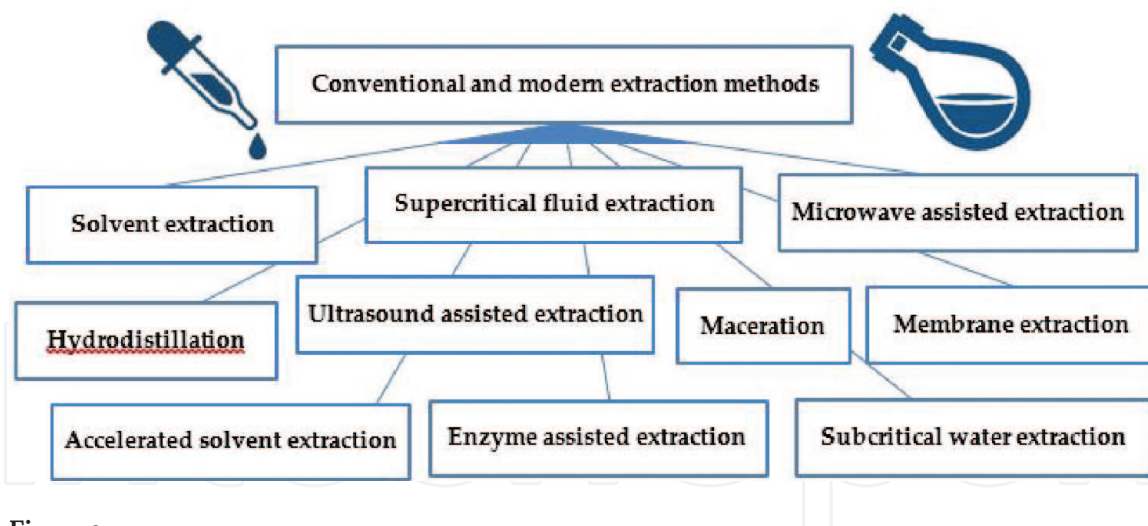 Conventional and modern extraction methods
Solvent extraction
Supercritical fluid extraction
Microwave assisted extraction
Hydrodistillation
Ultrasound assisted extraction
Maceration
Membrane extraction
Accelerated solvent extraction
Enzyme assisted extraction
Subcritical water extraction